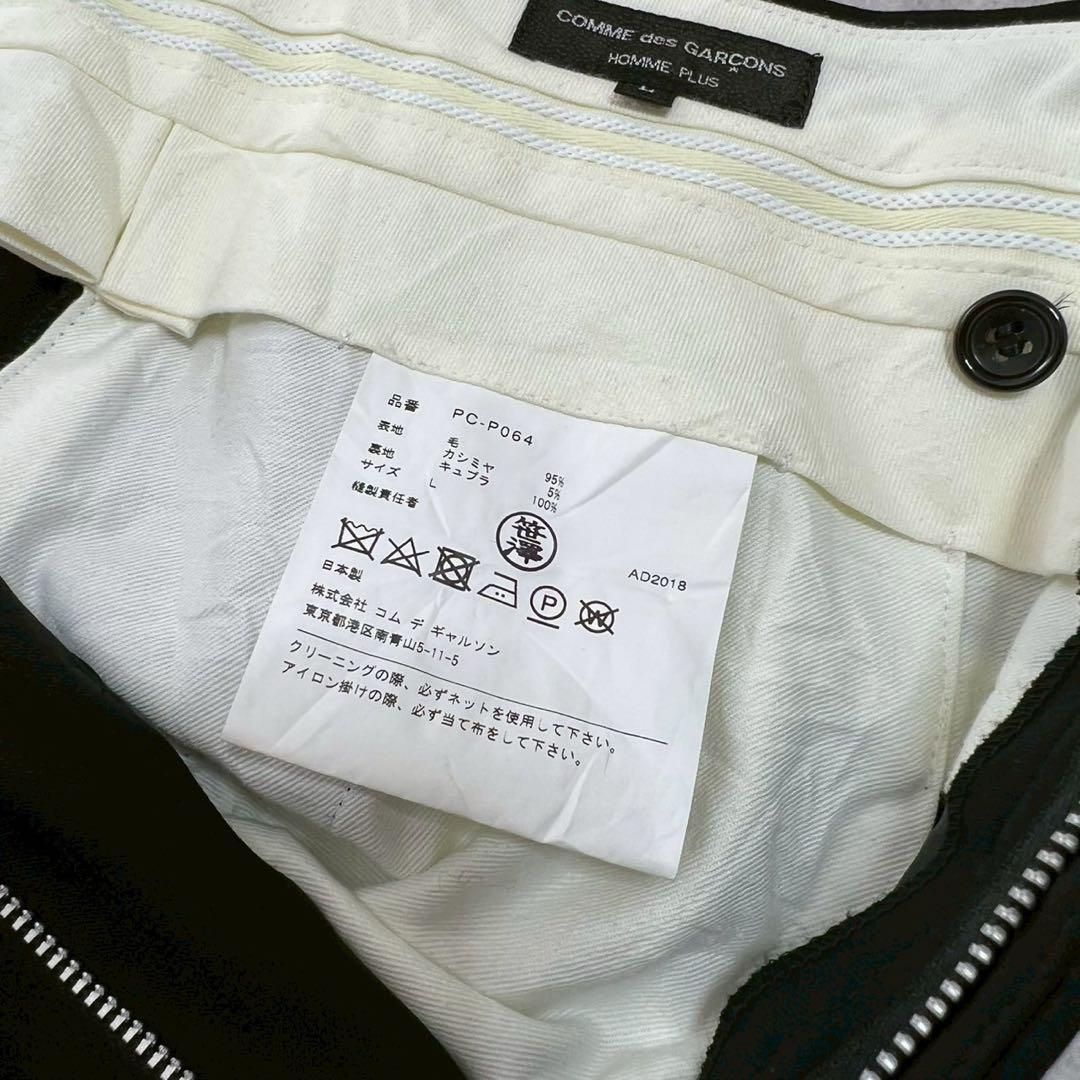 COMME des GARÇONS
HOMME PLUS
L
品番 PC-P064
表地 毛 95%
カシミヤ 5%
裏地 キュプラ 100%
サイズ L
縫製責任者
笹澤
AD2018
P
W
日本製
株式会社 コム デ ギャルソン
東京都港区南青山5-11-5
クリーニングの際、必ずネットを使用して下さい。
アイロン掛けの際、必ず当て布をして下さい。